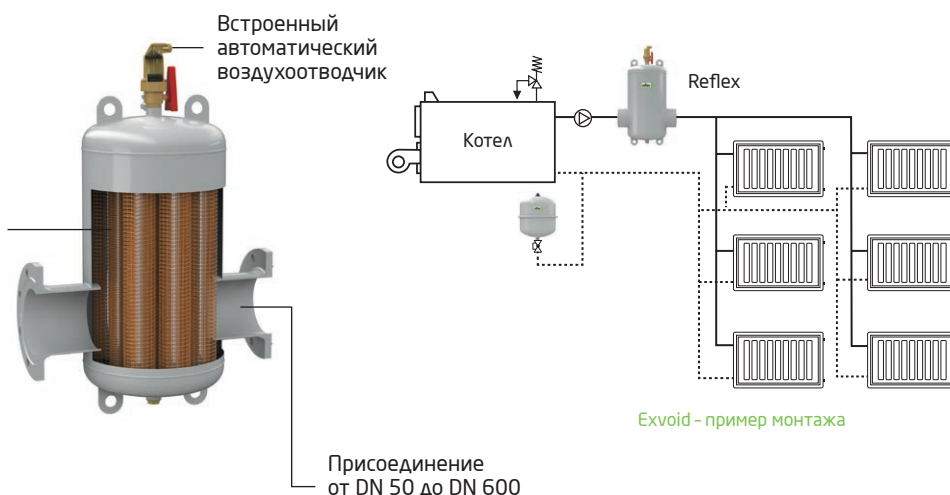 Встроенный
автоматический
воздухоотводчик
Reflex
Котел
Exvoid – пример монтажа
Присоединение
от DN 50 до DN 600